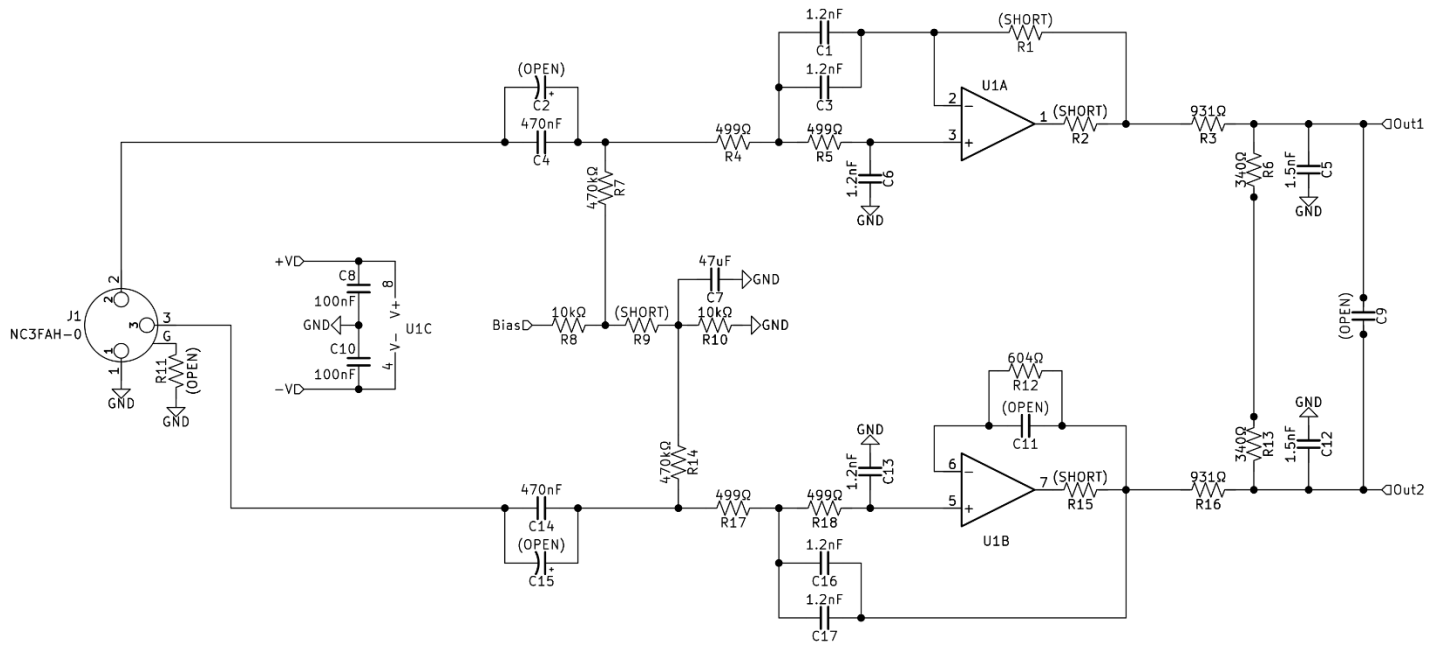 1.2nF
C1
(SHORT)
R1
(OPEN)
C2
1.2nF
C3
U1A
470nF
C4
499Ω
R4
499Ω
R5
2
3
1
(SHORT)
R2
931Ω
R3
Out1
1.2nF
C6
GND
340Ω
R6
1.5nF
C5
GND
470kΩ
R7
+V
C8
100nF
8
V+
GND
U1C
C10
100nF
V-
4
-V
47uF
C7
GND
Bias
10kΩ
R8
(SHORT)
R9
10kΩ
R10
GND
J1
NC3FAH-0
2
2
3
3
G
1
1
GND
R11
(OPEN)
GND
(OPEN)
C9
604Ω
R12
(OPEN)
C11
470kΩ
R14
GND
1.2nF
C13
6
5
7
(SHORT)
R15
U1B
340Ω
R13
GND
1.5nF
C12
931Ω
R16
Out2
470nF
C14
(OPEN)
C15
499Ω
R17
499Ω
R18
1.2nF
C16
1.2nF
C17